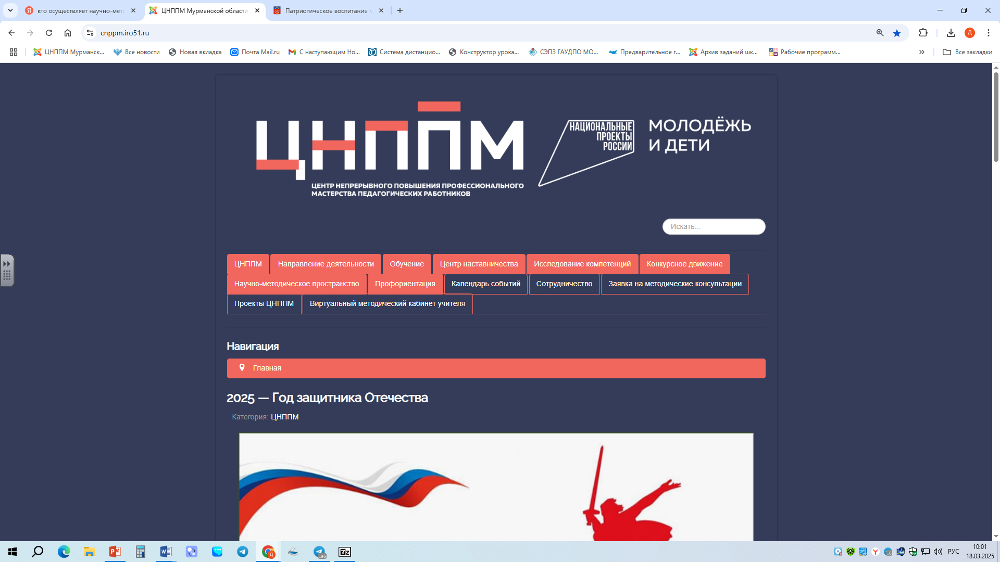 кто осуществляет научно-мет
ЦНППМ Мурманской области
Патриотическое воспитание м
cnppm.iro51.ru
Д
ЦНППМ Мурманск...
Все новости
Новая вкладка
Почта Mail.ru
С наступающим Но...
Система дистанцио...
Конструктор урока...
СЭПЗ ГАУДПО МО...
Предварительное г...
Архив заданий шк...
Рабочие программ...
Все закладки
ЦНППМ
ЦЕНТР НЕПРЕРЫВНОГО ПОВЫШЕНИЯ ПРОФЕССИОНАЛЬНОГО
МАСТЕРСТВА ПЕДАГОГИЧЕСКИХ РАБОТНИКОВ
НАЦИОНАЛЬНЫЕ
ПРОЕКТЫ
РОССИИ
МОЛОДЁЖЬ
И ДЕТИ
Искать...
ЦНППМ
Направление деятельности
Обучение
Центр наставничества
Исследование компетенций
Конкурсное движение
Научно-методическое пространство
Профориентация
Календарь событий
Сотрудничество
Заявка на методические консультации
Проекты ЦНППМ
Виртуальный методический кабинет учителя
Навигация
Главная
2025 — Год защитника Отечества
Категория: ЦНППМ
РУС
10:01
18.03.2025